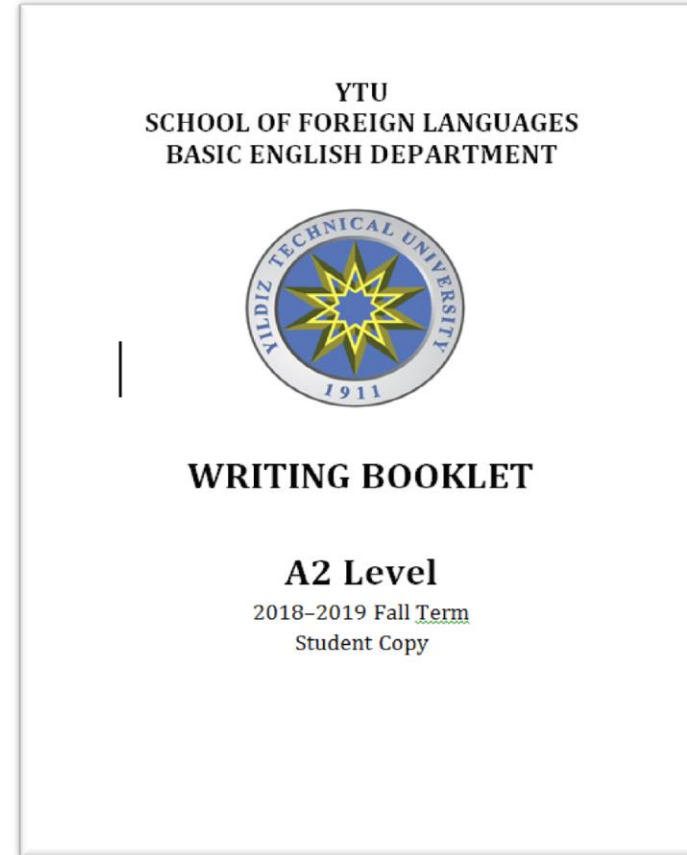 YTU
SCHOOL OF FOREIGN LANGUAGES
BASIC ENGLISH DEPARTMENT
YILDIZ TECHNICAL UNIVERSITY
1911
WRITING BOOKLET
A2 Level
2018–2019 Fall Term
Student Copy